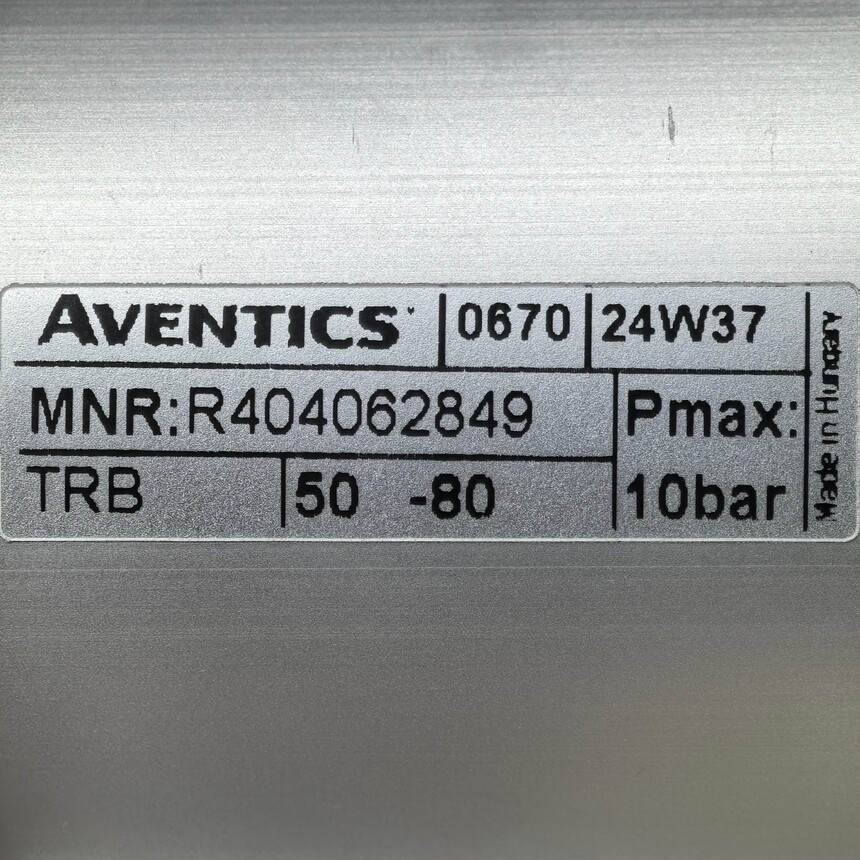 AVENTICS 0670 24W37
MNR:R404062849 Pmax:
TRB 50 -80 10bar
Made in Hungary